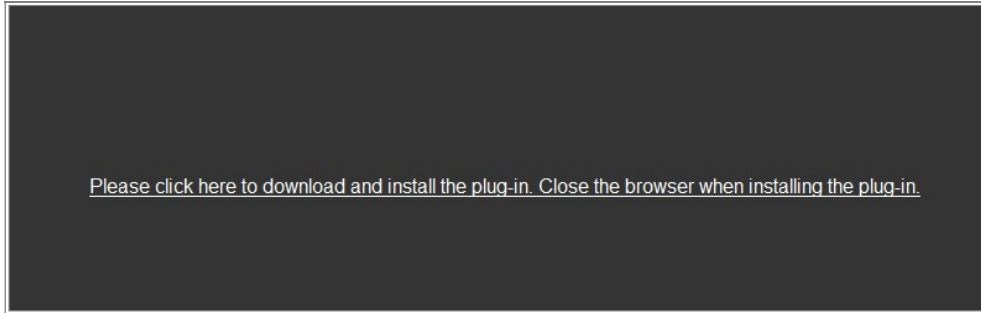 Please click here to download and install the plug-in. Close the browser when installing the plug-in.